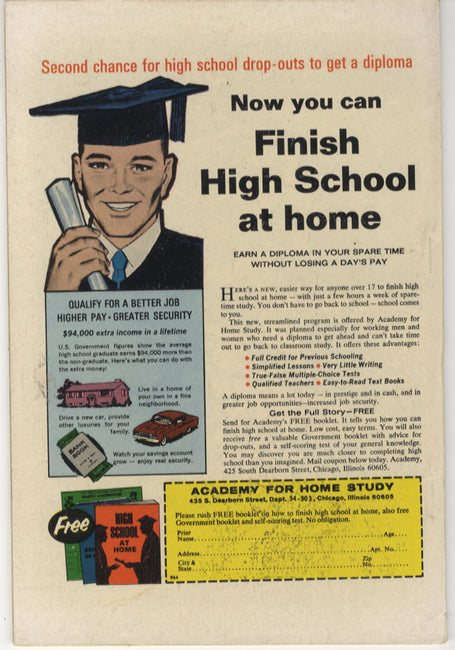 Second chance for high school drop-outs to get a diploma
Now you can
Finish
High School
at home
EARN A DIPLOMA IN YOUR SPARE TIME
WITHOUT LOSING A DAY'S PAY
HERE'S A NEW, easier way for anyone over 17 to finish high
school at home — with just a few hours a week of spare-
time study. You don't have to go back to school — school comes
to you.
This new, streamlined program is offered by Academy for
Home Study. It was planned especially for working men and
women who need a diploma to get ahead and can't take time
out to go back to classroom study. It offers these advantages:
• Full Credit for Previous Schooling
• Simplified Lessons • Very Little Writing
• True-False Multiple-Choice Tests
• Qualified Teachers • Easy-to-Read Text Books
A diploma means a lot today — in prestige and in cash, and in
greater job opportunities—increased job security.
Get the Full Story—FREE
Send for Academy's FREE booklet. It tells you how you can
finish high school at home. Low cost, easy terms. You will also
receive free a valuable Government booklet with advice for
drop-outs, and a self-scoring test of your general knowledge.
You may discover you are much closer to completing high
school than you imagined. Mail coupon below today. Academy,
425 South Dearborn Street, Chicago, Illinois 60605.
QUALIFY FOR A BETTER JOB
HIGHER PAY • GREATER SECURITY
$94,000 extra income in a lifetime
U.S. Government figures show the average
high school graduate earns $94,000 more than
the non-graduate. Here's what you can do with
the extra money:
Live in a home of
your own in a fine
neighborhood.
Drive a new car, provide
other luxuries for your
family.
BANK
BOOK
Watch your savings account
grow — enjoy real security.
Free
HIGH
SCHOOL
AT
HOME
ACADEMY FOR HOME STUDY
425 S. Dearborn Street, Dept. 54-903, Chicago, Illinois 60605
Please rush FREE booklet on how to finish high school at home, also free
Government booklet and self-scoring test. No obligation.
Print
Name Age
Address Apt. No.
City & Zip
State No.